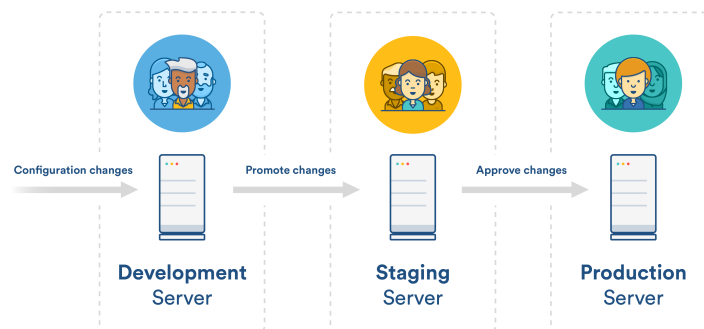 Configuration changes
Promote changes
Approve changes
Development
Server
Staging
Server
Production
Server